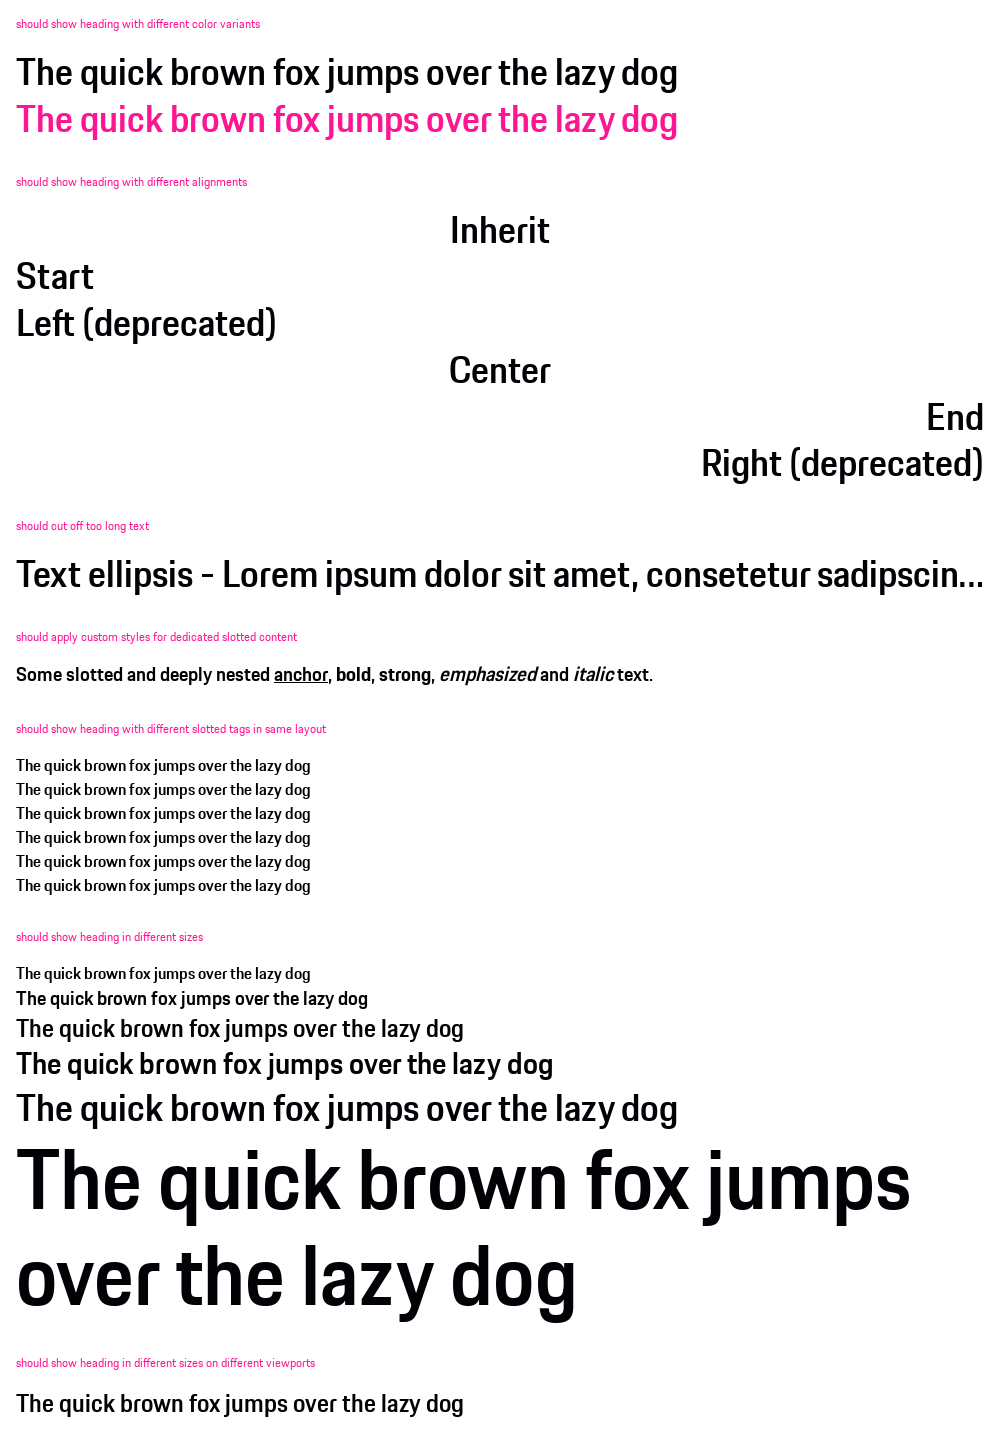 should show heading with different color variants
The quick brown fox jumps over the lazy dog
The quick brown fox jumps over the lazy dog
should show heading with different alignments
Inherit
Start
Left (deprecated)
Center
End
Right (deprecated)
should cut off too long text
Text ellipsis - Lorem ipsum dolor sit amet, consetetur sadipscin...
should apply custom styles for dedicated slotted content
Some slotted and deeply nested anchor, bold, strong, emphasized and italic text.
should show heading with different slotted tags in same layout
The quick brown fox jumps over the lazy dog
The quick brown fox jumps over the lazy dog
The quick brown fox jumps over the lazy dog
The quick brown fox jumps over the lazy dog
The quick brown fox jumps over the lazy dog
The quick brown fox jumps over the lazy dog
should show heading in different sizes
The quick brown fox jumps over the lazy dog
The quick brown fox jumps over the lazy dog
The quick brown fox jumps over the lazy dog
The quick brown fox jumps over the lazy dog
The quick brown fox jumps over the lazy dog
The quick brown fox jumps
over the lazy dog
should show heading in different sizes on different viewports
The quick brown fox jumps over the lazy dog